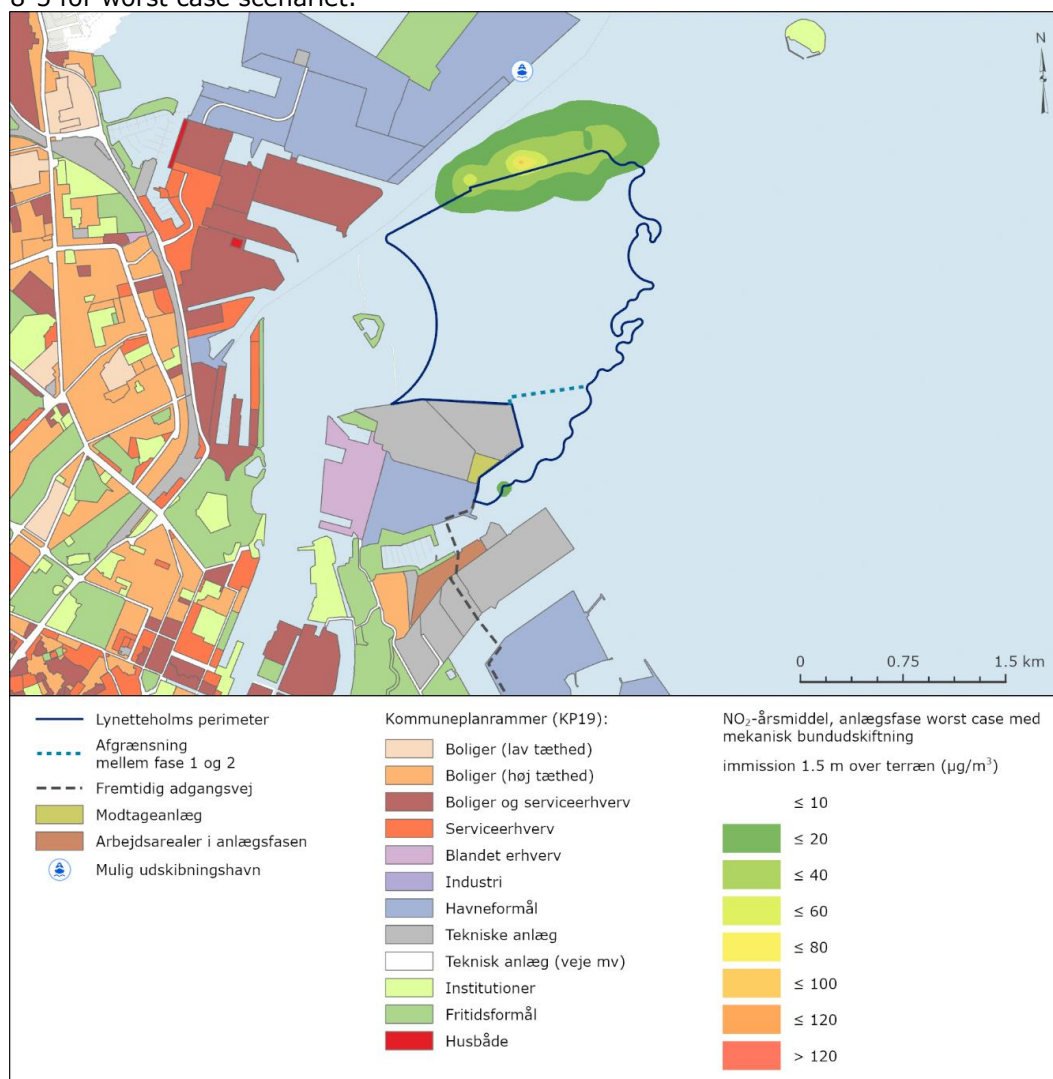 8-5 for worst case scenariet.
N
0 0.75 1.5 km
Lynetteholms perimeter
Afgrænsning
mellem fase 1 og 2
Fremtidig adgangsvej
Modtageanlæg
Arbejdsarealer i anlægsfasen
Mulig udskibningshavn
Kommuneplanrammer (KP19):
Boliger (lav tæthed)
Boliger (høj tæthed)
Boliger og serviceerhverv
Serviceerhverv
Blandet erhverv
Industri
Havneformål
Tekniske anlæg
Teknisk anlæg (veje mv)
Institutioner
Fritidsformål
Husbåde
NO₂-årsmiddel, anlægsfase worst case med
mekanisk bundudskiftning
immission 1.5 m over terræn (µg/m³)
≤ 10
≤ 20
≤ 40
≤ 60
≤ 80
≤ 100
≤ 120
> 120